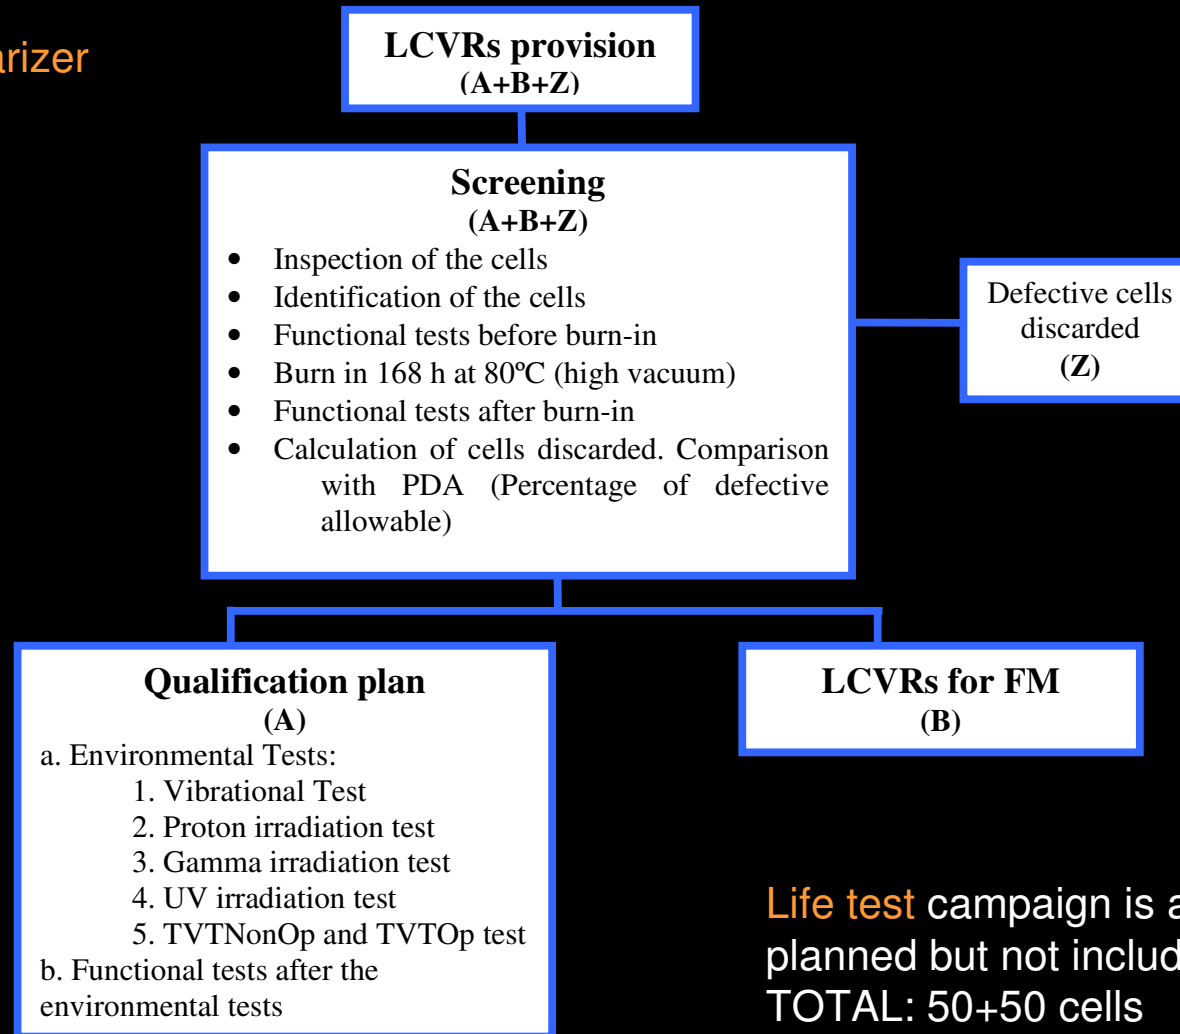 arizer
LCVRs provision
(A+B+Z)
Screening
(A+B+Z)
• Inspection of the cells
• Identification of the cells
• Functional tests before burn-in
• Burn in 168 h at 80ºC (high vacuum)
• Functional tests after burn-in
• Calculation of cells discarded. Comparison
with PDA (Percentage of defective
allowable)
Defective cells
discarded
(Z)
Qualification plan
(A)
a. Environmental Tests:
1. Vibrational Test
2. Proton irradiation test
3. Gamma irradiation test
4. UV irradiation test
5. TVTNonOp and TVTOp test
b. Functional tests after the
environmental tests
LCVRs for FM
(B)
Life test campaign is a
planned but not includ
TOTAL: 50+50 cells